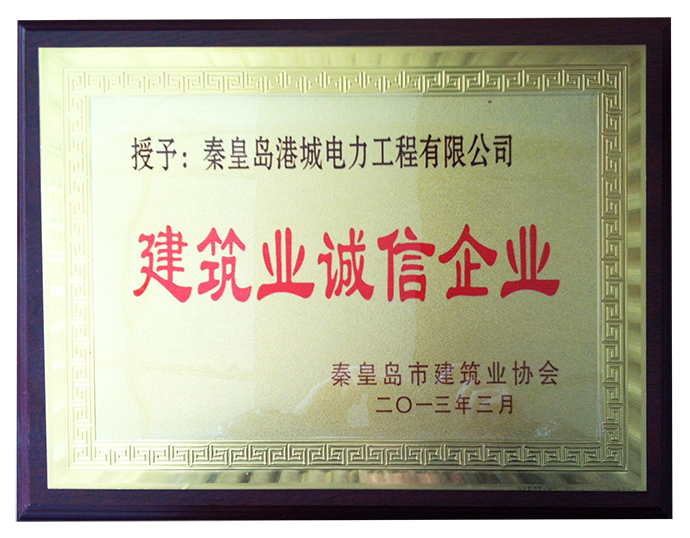 授予：秦皇岛港城电力工程有限公司
建筑业诚信企业
秦皇岛市建筑业协会
二〇一三年三月